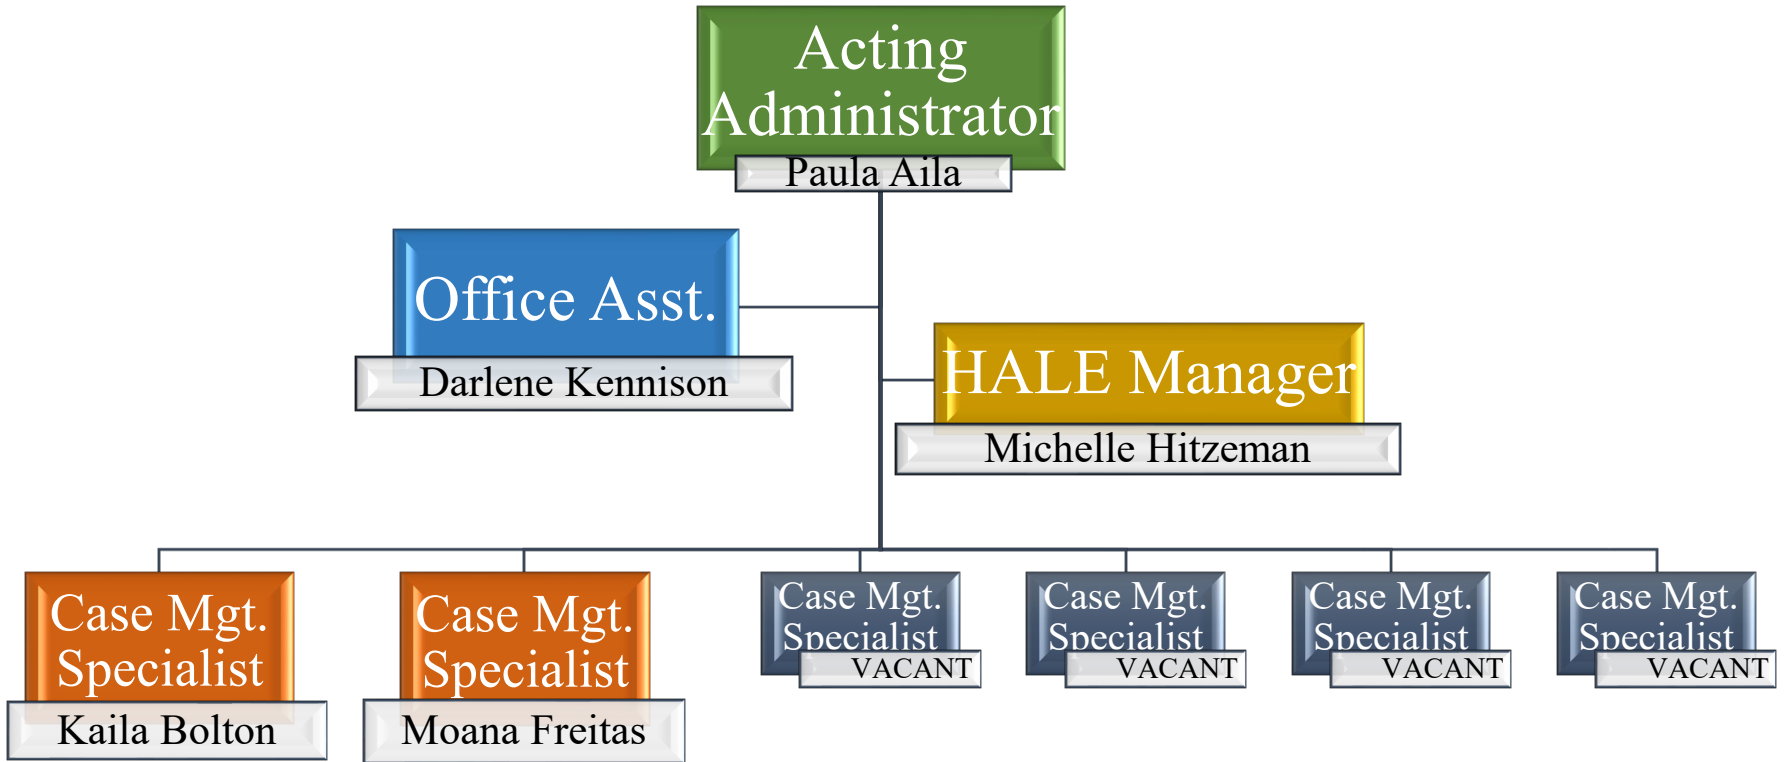 Acting
Administrator
Paula Aila
Office Asst.
Darlene Kennison
HALE Manager
Michelle Hitzeman
Case Mgt.
Specialist
Kaila Bolton
Case Mgt.
Specialist
Moana Freitas
Case Mgt.
Specialist
VACANT
Case Mgt.
Specialist
VACANT
Case Mgt.
Specialist
VACANT
Case Mgt.
Specialist
VACANT